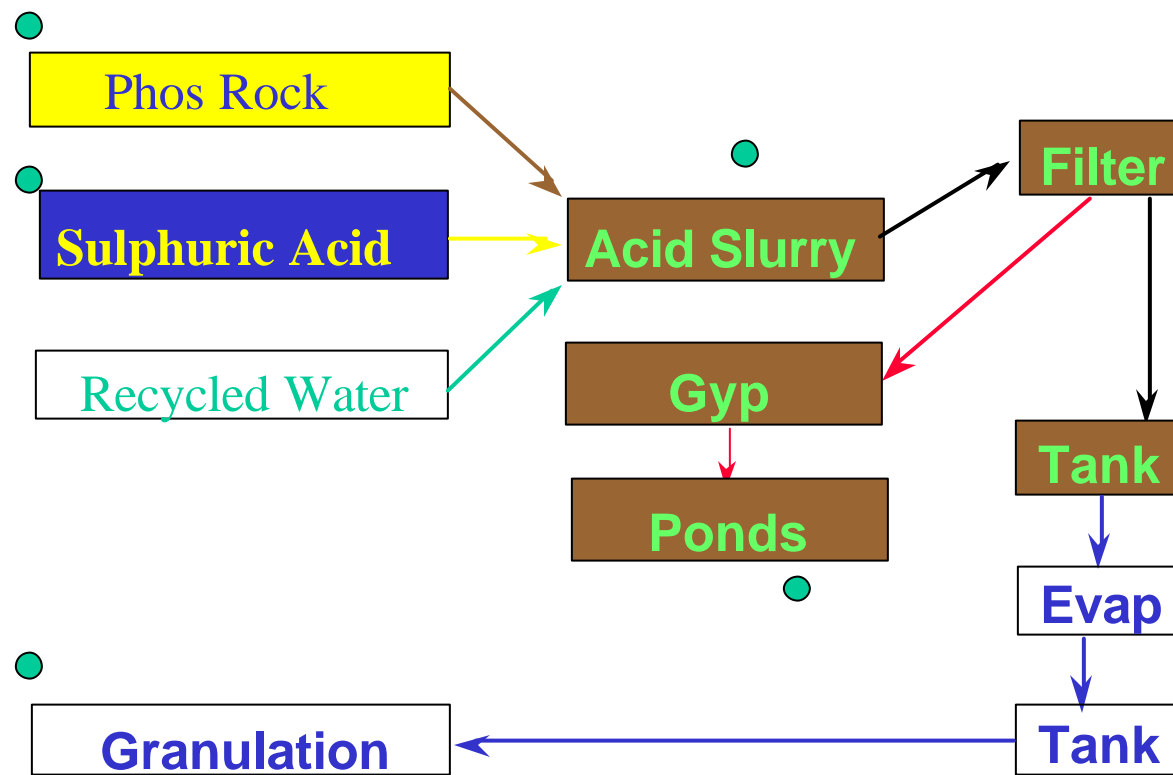 Phos Rock
Filter
Sulphuric Acid
Acid Slurry
Recycled Water
Gyp
Tank
Ponds
Evap
Granulation
Tank